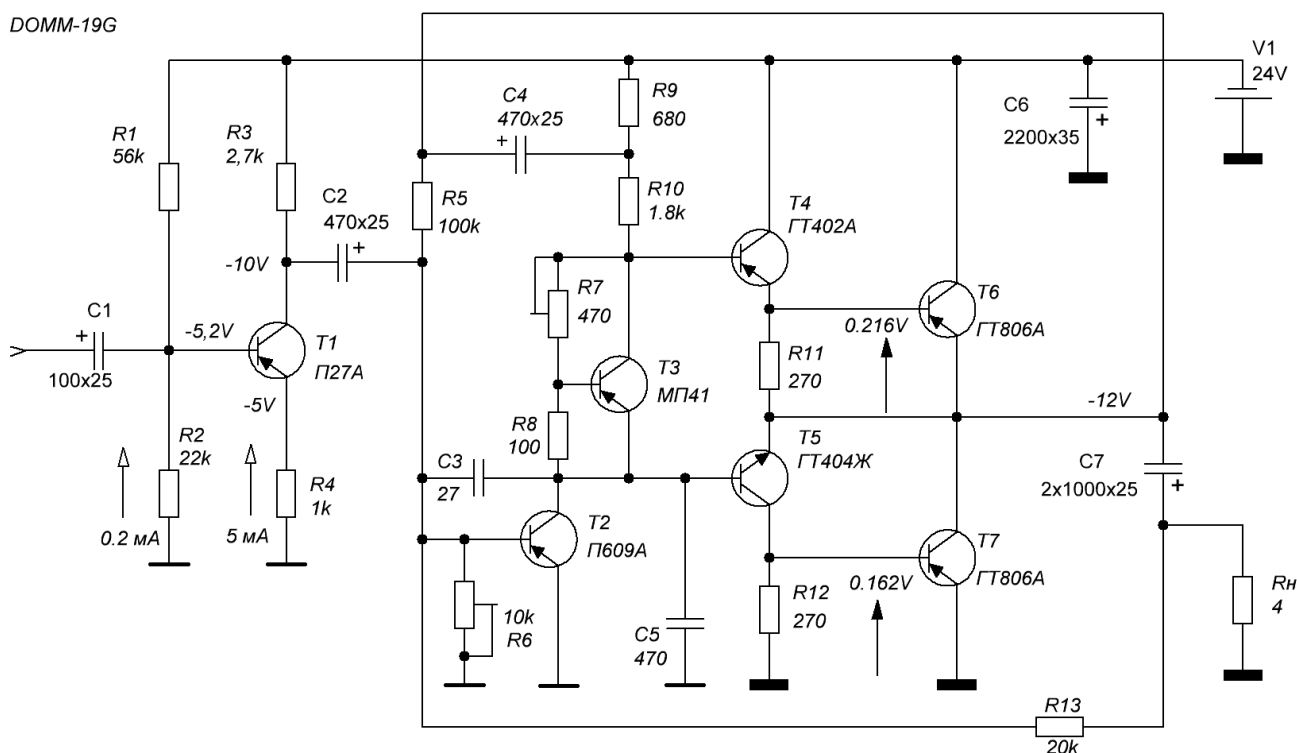 DOMM-19G
V1
24V
C4
470x25
R9
680
C6
2200x35
+
R1
56k
R3
2,7k
+
C2
470x25
+
R5
100k
R10
1.8k
T4
ГТ402А
-10V
C1
+
100x25
-5,2V
T1
П27А
R7
470
T6
ГТ806А
0.216V
R11
270
T3
МП41
-5V
R8
100
-12V
R2
22k
R4
1k
C3
27
T5
ГТ404Ж
C7
2x1000x25
+
0.2 мА
5 мА
T2
П609А
T7
ГТ806А
0.162V
R12
270
10k
R6
C5
470
Rн
4
R13
20k